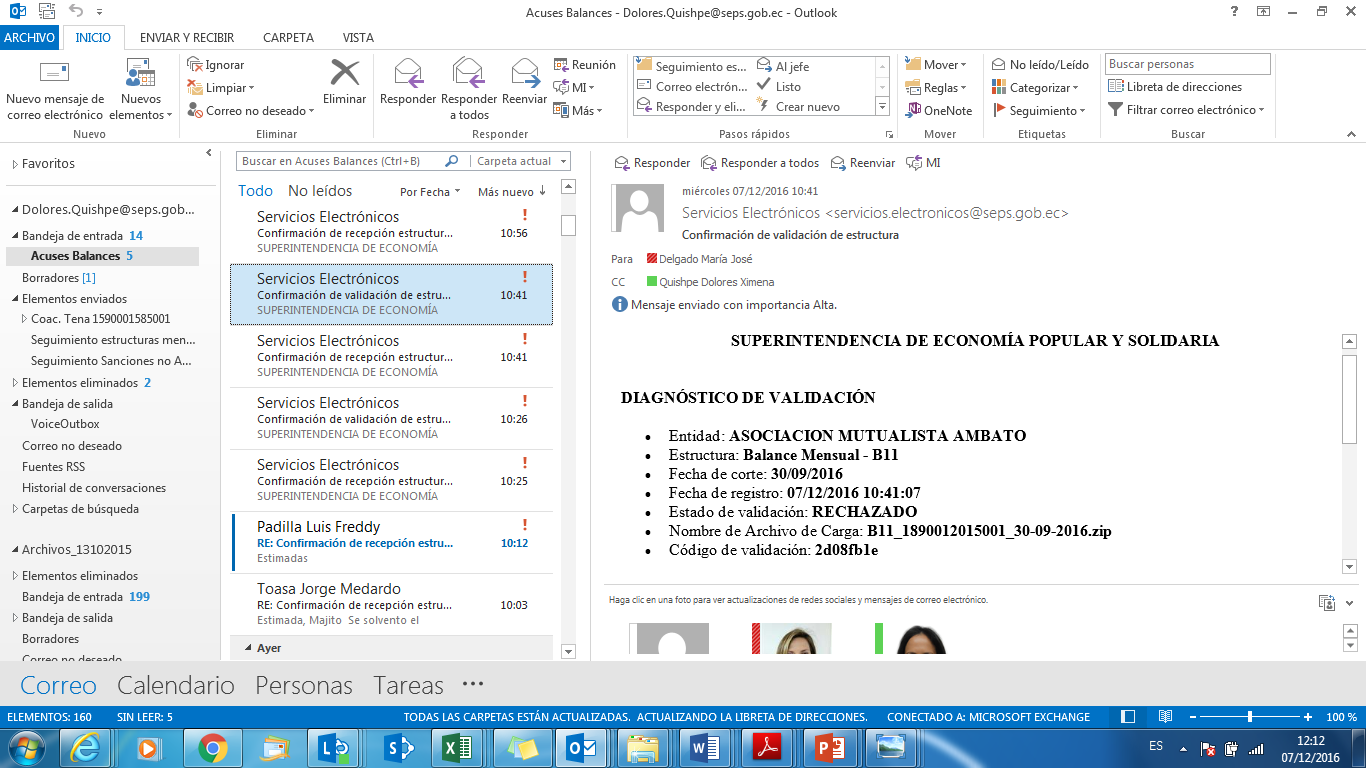 Acuses Balances - Dolores.Quishpe@seps.gob.ec - Outlook
ARCHIVO INICIO ENVIAR Y RECIBIR CARPETA VISTA
Nuevo mensaje de correo electrónico
Nuevos elementos
Nuevo
Ignorar
Limpiar
Correo no deseado
Eliminar
Eliminar
Responder
Responder a todos
Reenviar
Reunión
MI
Más
Responder
Seguimiento es...
Correo electrón...
Responder y eli...
Al jefe
Listo
Crear nuevo
Pasos rápidos
Mover
Reglas
OneNote
Mover
No leído/Leído
Categorizar
Seguimiento
Etiquetas
Buscar personas
Libreta de direcciones
Filtrar correo electrónico
Buscar
Favoritos
Dolores.Quishpe@seps.gob...
Bandeja de entrada 14
Acuses Balances 5
Borradores [1]
Elementos enviados
Coac. Tena 1590001585001
Seguimiento estructuras men...
Seguimiento Sanciones no A...
Elementos eliminados 2
Bandeja de salida
VoiceOutbox
Correo no deseado
Fuentes RSS
Historial de conversaciones
Carpetas de búsqueda
Archivos_13102015
Elementos eliminados
Bandeja de entrada 199
Bandeja de salida
Borradores
Correo no deseado
Buscar en Acuses Balances (Ctrl+B) Carpeta actual
Todo No leídos Por Fecha Más nuevo
Servicios Electrónicos
Confirmación de recepción estructur... 10:56
SUPERINTENDENCIA DE ECONOMÍA
Servicios Electrónicos
Confirmación de validación de estru... 10:41
SUPERINTENDENCIA DE ECONOMÍA
Servicios Electrónicos
Confirmación de recepción estructur... 10:41
SUPERINTENDENCIA DE ECONOMÍA
Servicios Electrónicos
Confirmación de validación de estru... 10:26
SUPERINTENDENCIA DE ECONOMÍA
Servicios Electrónicos
Confirmación de recepción estructur... 10:25
SUPERINTENDENCIA DE ECONOMÍA
Padilla Luis Freddy
RE: Confirmación de recepción estru... 10:12
Estimadas
Toasa Jorge Medardo
RE: Confirmación de recepción estru... 10:03
Estimada, Majito Se solvento el
Ayer
Responder Responder a todos Reenviar MI
miércoles 07/12/2016 10:41
Servicios Electrónicos <servicios.electronicos@seps.gob.ec>
Confirmación de validación de estructura
Para Delgado María José
CC Quishpe Dolores Ximena
Mensaje enviado con importancia Alta.
SUPERINTENDENCIA DE ECONOMÍA POPULAR Y SOLIDARIA
DIAGNÓSTICO DE VALIDACIÓN
• Entidad: ASOCIACION MUTUALISTA AMBATO
• Estructura: Balance Mensual - B11
• Fecha de corte: 30/09/2016
• Fecha de registro: 07/12/2016 10:41:07
• Estado de validación: RECHAZADO
• Nombre de Archivo de Carga: B11_1890012015001_30-09-2016.zip
• Código de validación: 2d08fb1e
Haga clic en una foto para ver actualizaciones de redes sociales y mensajes de correo electrónico.
Correo Calendario Personas Tareas •••
ELEMENTOS: 160 SIN LEER: 5 TODAS LAS CARPETAS ESTÁN ACTUALIZADAS. ACTUALIZANDO LA LIBRETA DE DIRECCIONES. CONECTADO A: MICROSOFT EXCHANGE 100 %
ES
12:12
07/12/2016